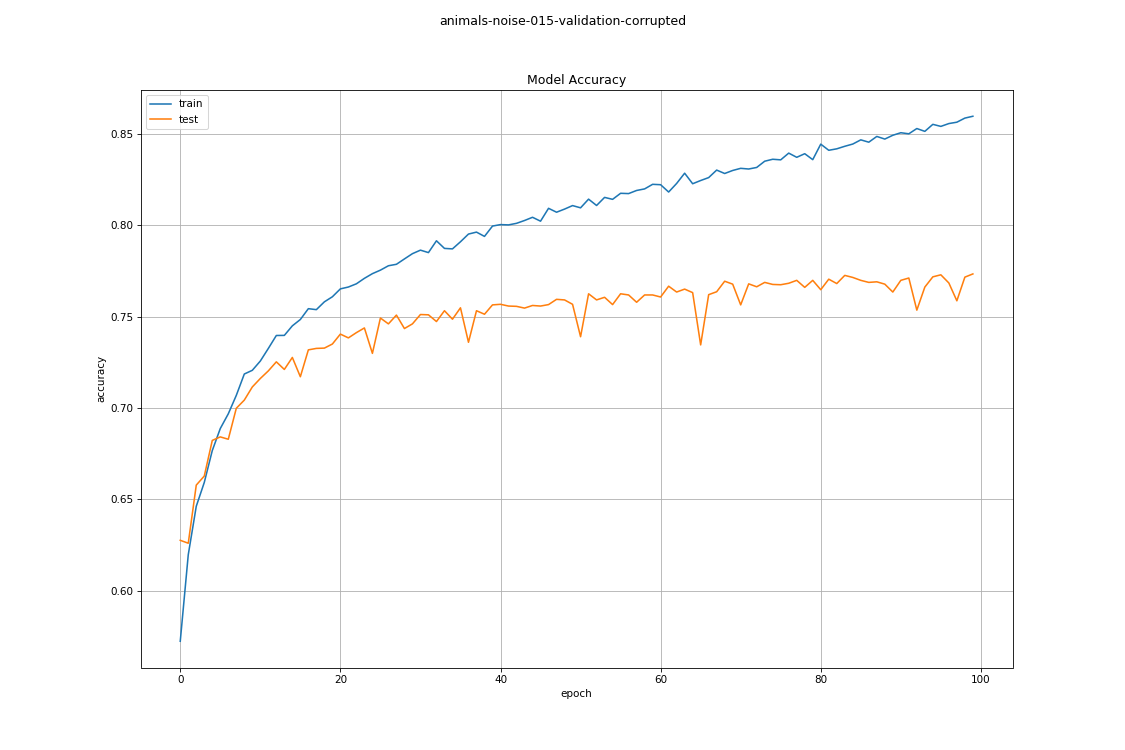 animals-noise-015-validation-corrupted
Model Accuracy
train
test
0.85
0.80
0.75
0.70
0.65
0.60
accuracy
0 20 40 60 80 100
epoch